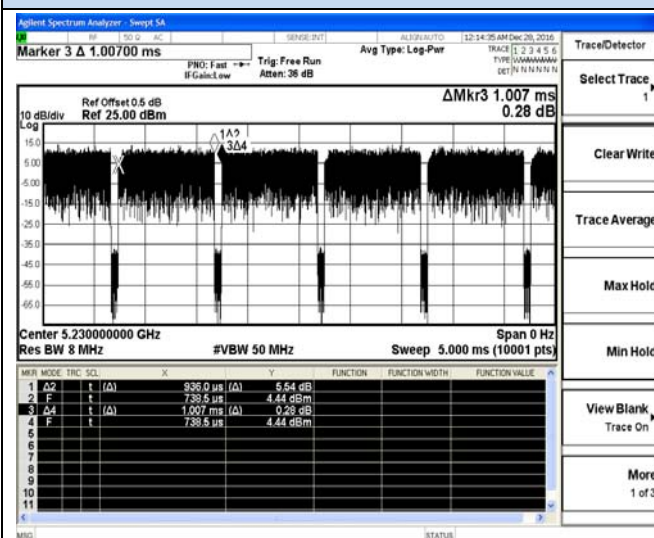 Agilent Spectrum Analyzer - Swept SA
RF 50 Ω AC SENSE:INT ALIGN AUTO 12:14:35 AM Dec 28, 2016
Marker 3 Δ 1.00700 ms
PNO: Fast Trig: Free Run
IFGain:Low Atten: 36 dB
Avg Type: Log-Pwr
TRACE 1 2 3 4 5 6
TYPE WWWWWW
DET N N N N N N
Trace/Detector
Select Trace
1
Clear Write
Trace Average
Max Hold
Min Hold
View Blank
Trace On
More
1 of 3
ΔMkr3 1.007 ms
0.28 dB
Ref Offset 0.5 dB
10 dB/div Ref 25.00 dBm
Log
15.0
5.00
-5.00
-15.0
-25.0
-35.0
-45.0
-55.0
-65.0
1Δ2
3Δ4
Center 5.230000000 GHz Span 0 Hz
Res BW 8 MHz #VBW 50 MHz Sweep 5.000 ms (10001 pts)
MKR MODE TRC SCL X Y FUNCTION FUNCTION WIDTH FUNCTION VALUE
1 Δ2 t (Δ) 936.0 µs (Δ) 5.54 dB
2 F t 738.5 µs 4.44 dBm
3 Δ4 t (Δ) 1.007 ms (Δ) 0.28 dB
4 F t 738.5 µs 4.44 dBm
5
6
7
8
9
10
11
MSG STATUS